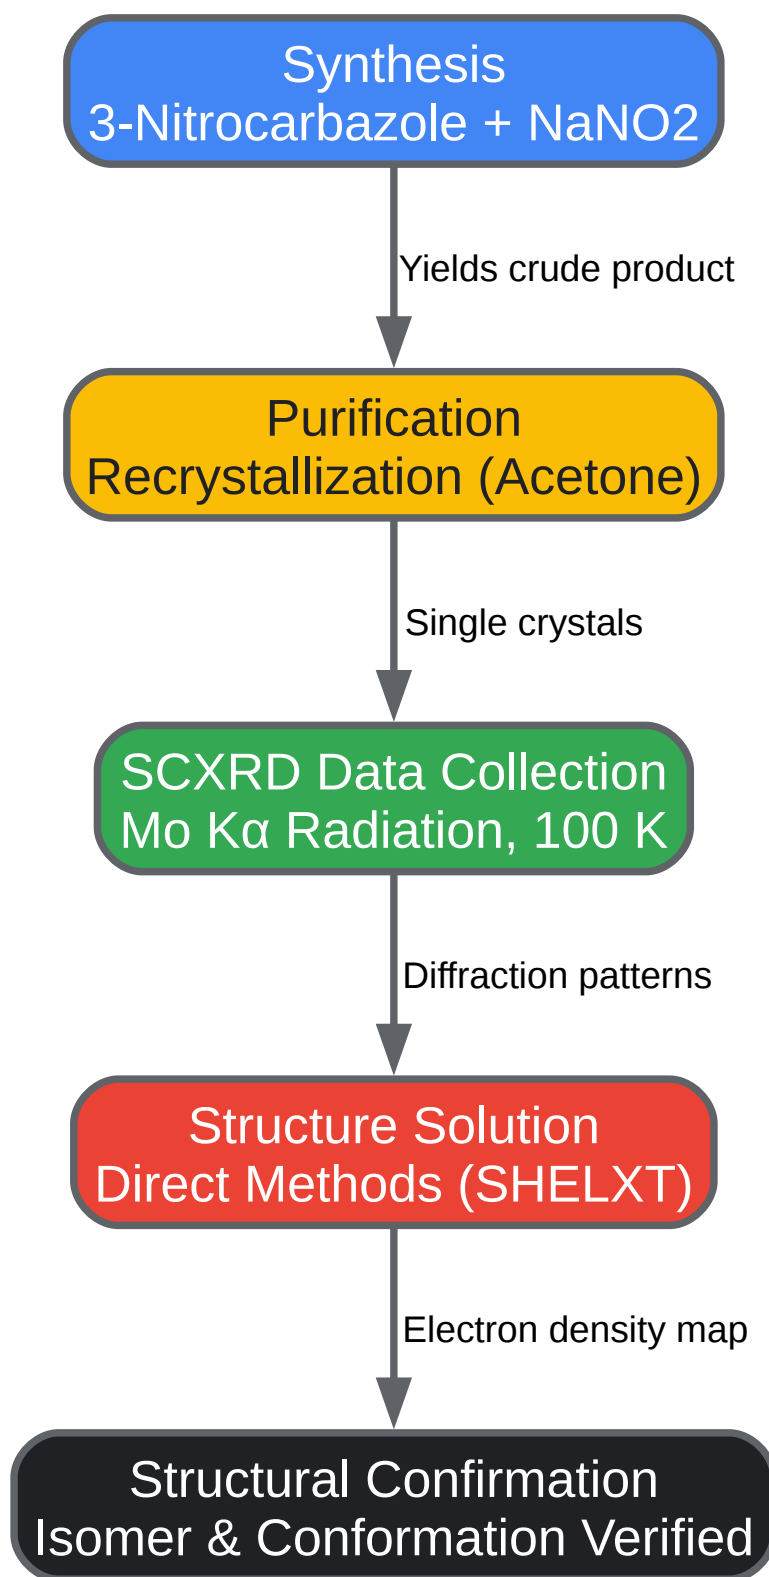 Synthesis
3-Nitrocarbazole + NaNO2
Yields crude product
Purification
Recrystallization (Acetone)
Single crystals
SCXRD Data Collection
Mo Kα Radiation, 100 K
Diffraction patterns
Structure Solution
Direct Methods (SHELXT)
Electron density map
Structural Confirmation
Isomer & Conformation Verified